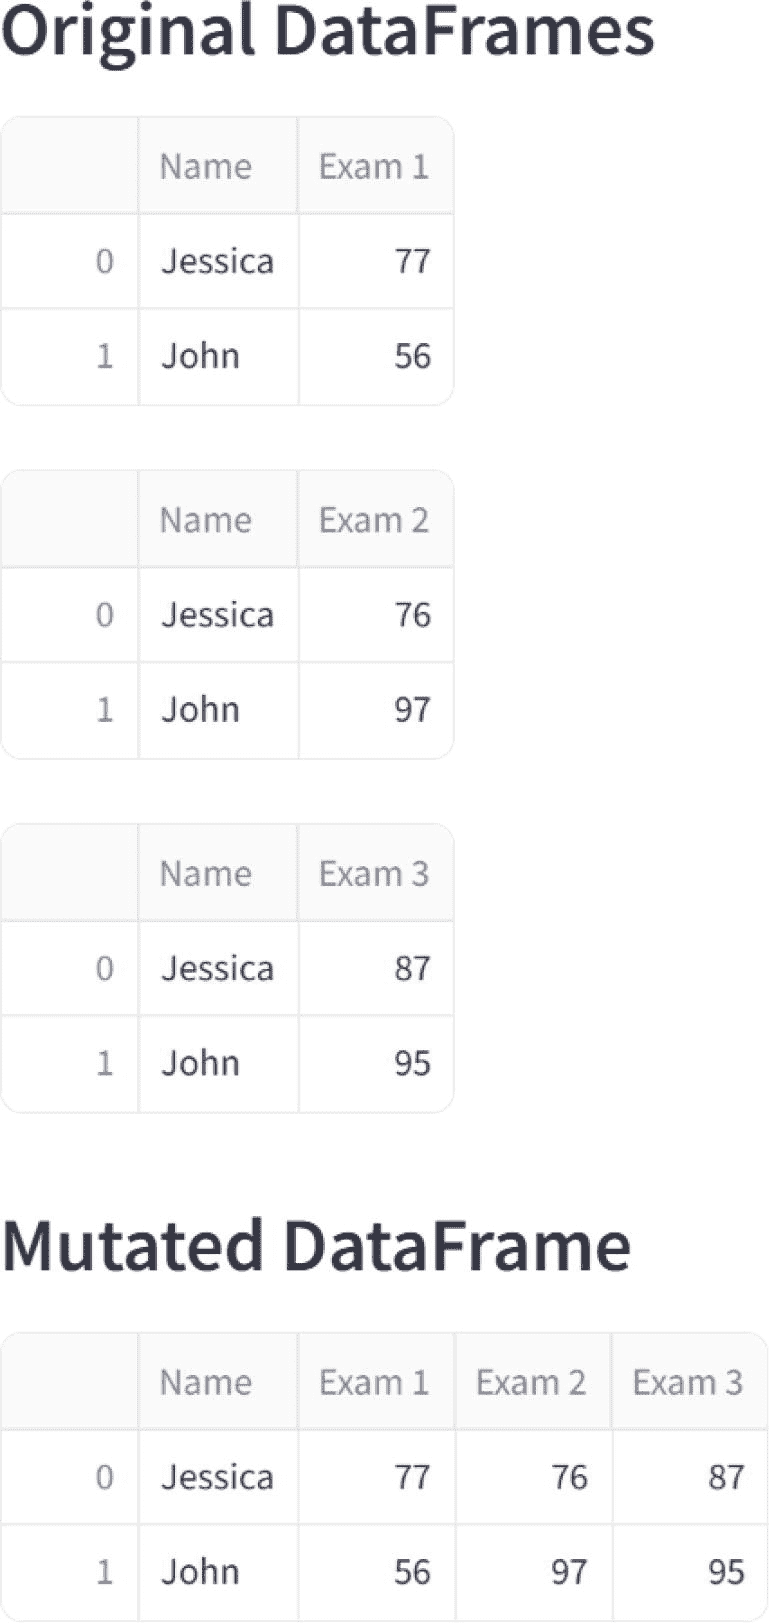 Original DataFrames
Name Exam 1
0 Jessica 77
1 John 56
Name Exam 2
0 Jessica 76
1 John 97
Name Exam 3
0 Jessica 87
1 John 95
Mutated DataFrame
Name Exam 1 Exam 2 Exam 3
0 Jessica 77 76 87
1 John 56 97 95